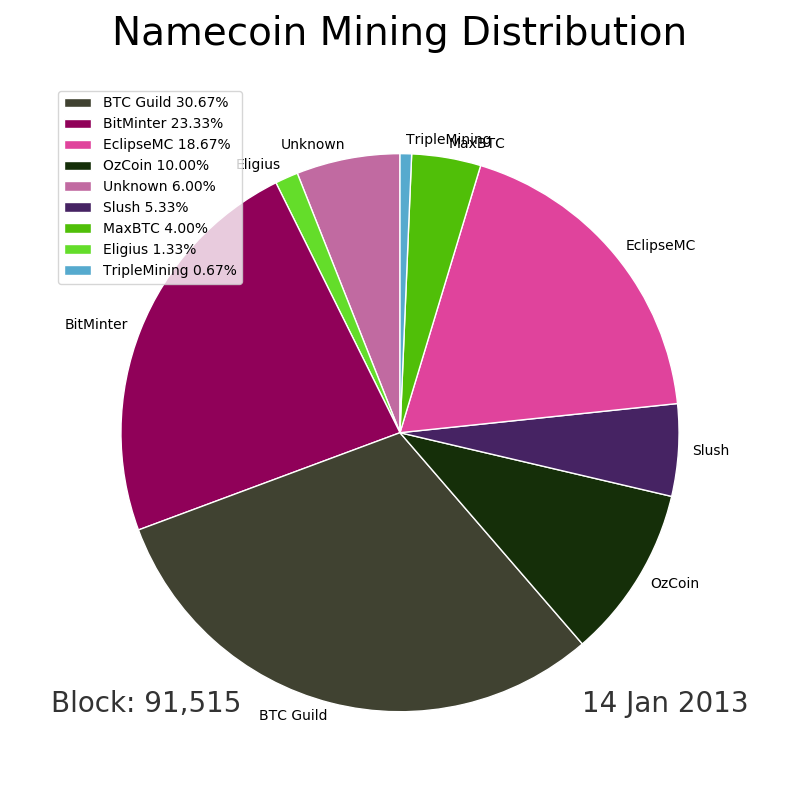 Namecoin Mining Distribution
BTC Guild 30.67%
BitMinter 23.33%
EclipseMC 18.67%
OzCoin 10.00%
Unknown 6.00%
Slush 5.33%
MaxBTC 4.00%
Eligius 1.33%
TripleMining 0.67%
TripleMining
MaxBTC
Unknown
Eligius
EclipseMC
BitMinter
Slush
OzCoin
BTC Guild
Block: 91,515
14 Jan 2013